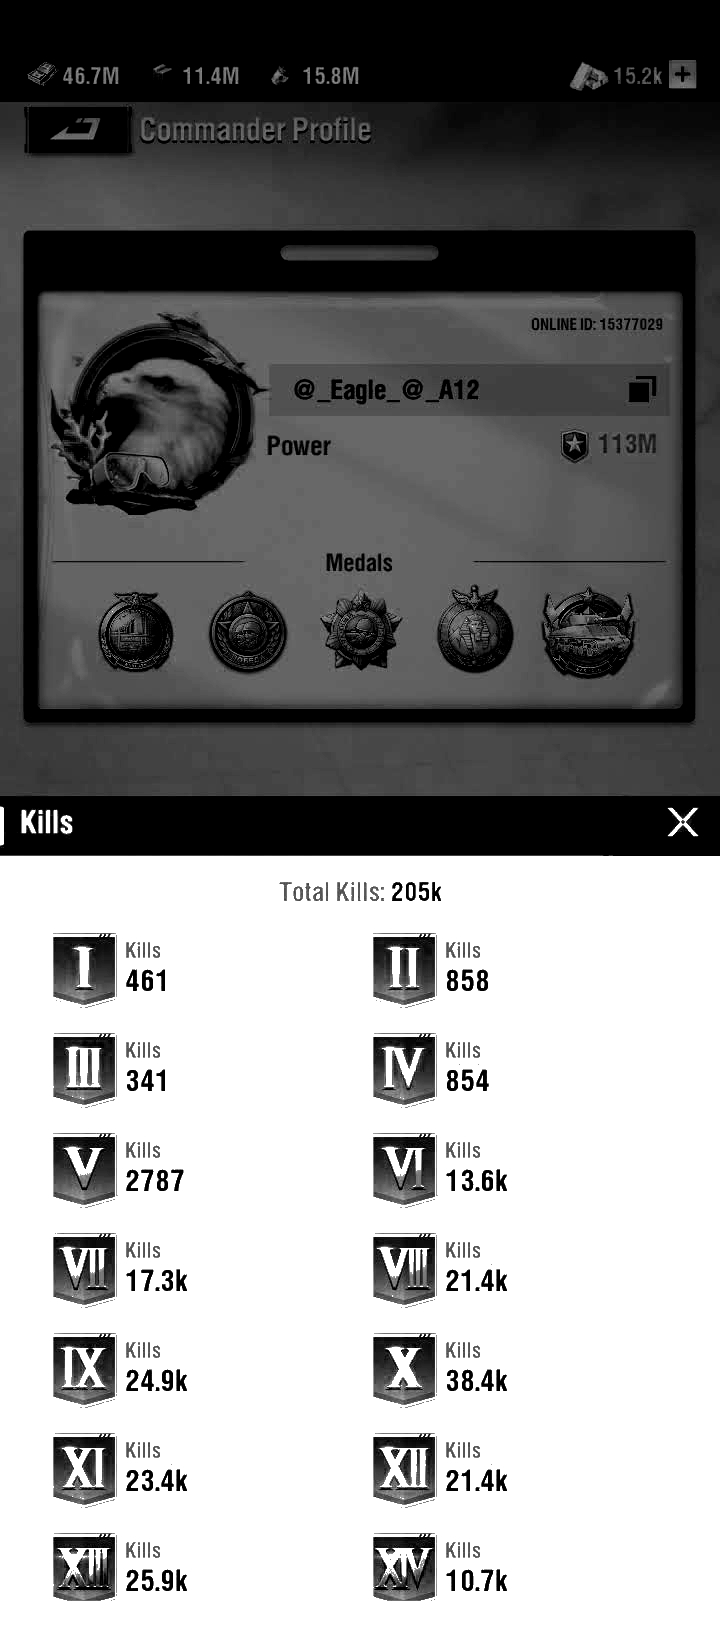 46.7M 11.4M 15.8M 15.2k
Commander Profile
ONLINE ID: 15377029
@_Eagle_@_A12
Power 113M
Medals
ПОБЕДА
Kills
Total Kills: 205k
I Kills 461
II Kills 858
III Kills 341
IV Kills 854
V Kills 2787
VI Kills 13.6k
VII Kills 17.3k
VIII Kills 21.4k
IX Kills 24.9k
X Kills 38.4k
XI Kills 23.4k
XII Kills 21.4k
XIII Kills 25.9k
XIV Kills 10.7k